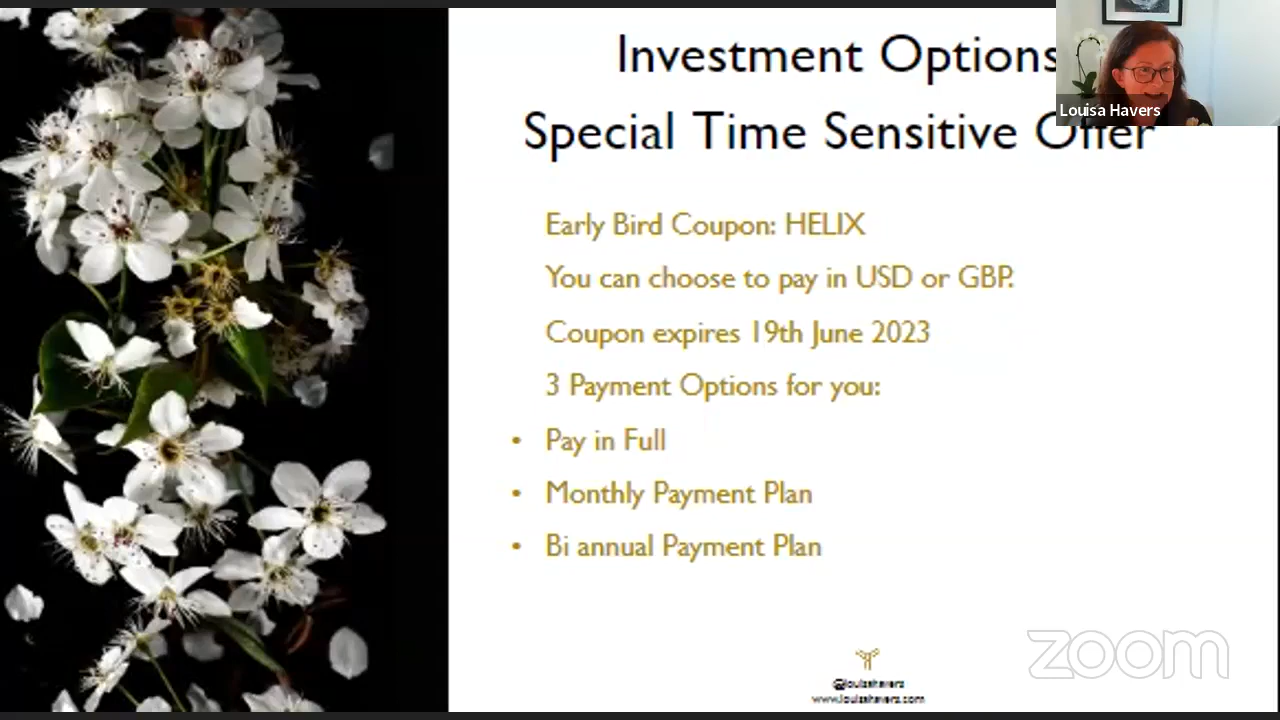 Investment Options
Louisa Havers
Special Time Sensitive Offer
Early Bird Coupon: HELIX
You can choose to pay in USD or GBP.
Coupon expires 19th June 2023
3 Payment Options for you:
• Pay in Full
• Monthly Payment Plan
• Bi annual Payment Plan
zoom
@louisahavers
www.louisahavers.com